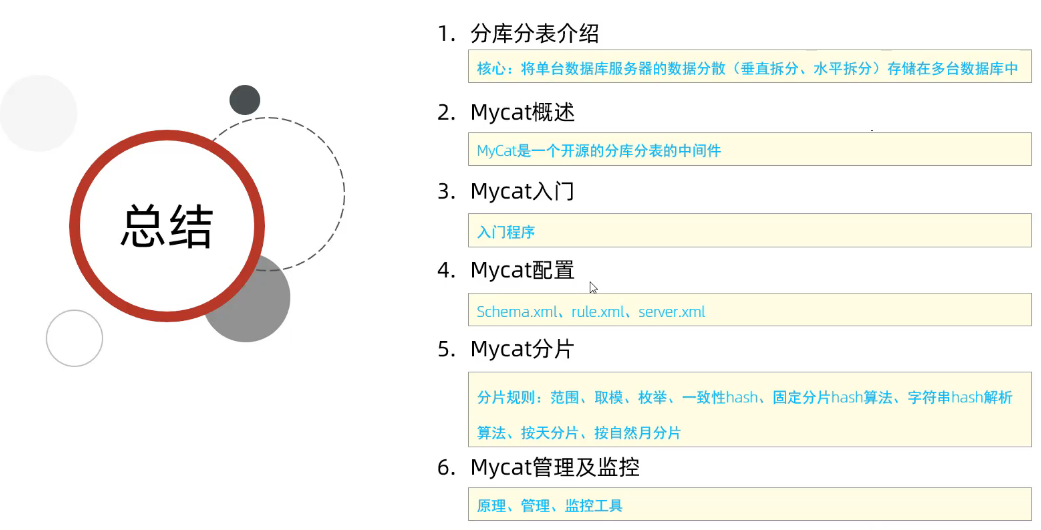 总结
1. 分库分表介绍
核心：将单台数据库服务器的数据分散（垂直拆分、水平拆分）存储在多台数据库中
2. Mycat概述
MyCat是一个开源的分库分表的中间件
3. Mycat入门
入门程序
4. Mycat配置
Schema.xml、rule.xml、server.xml
5. Mycat分片
分片规则：范围、取模、枚举、一致性hash、固定分片hash算法、字符串hash解析
算法、按天分片、按自然月分片
6. Mycat管理及监控
原理、管理、监控工具